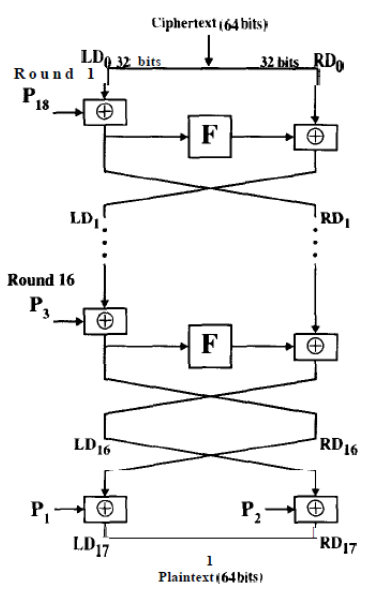 Ciphertext (64 bits)
LD0 32 bits 32 bits RD0
Round 1
P18
F
LD1 RD1
Round 16
P3
F
LD16 RD16
P1 P2
LD17 RD17
1
Plaintext (64 bits)